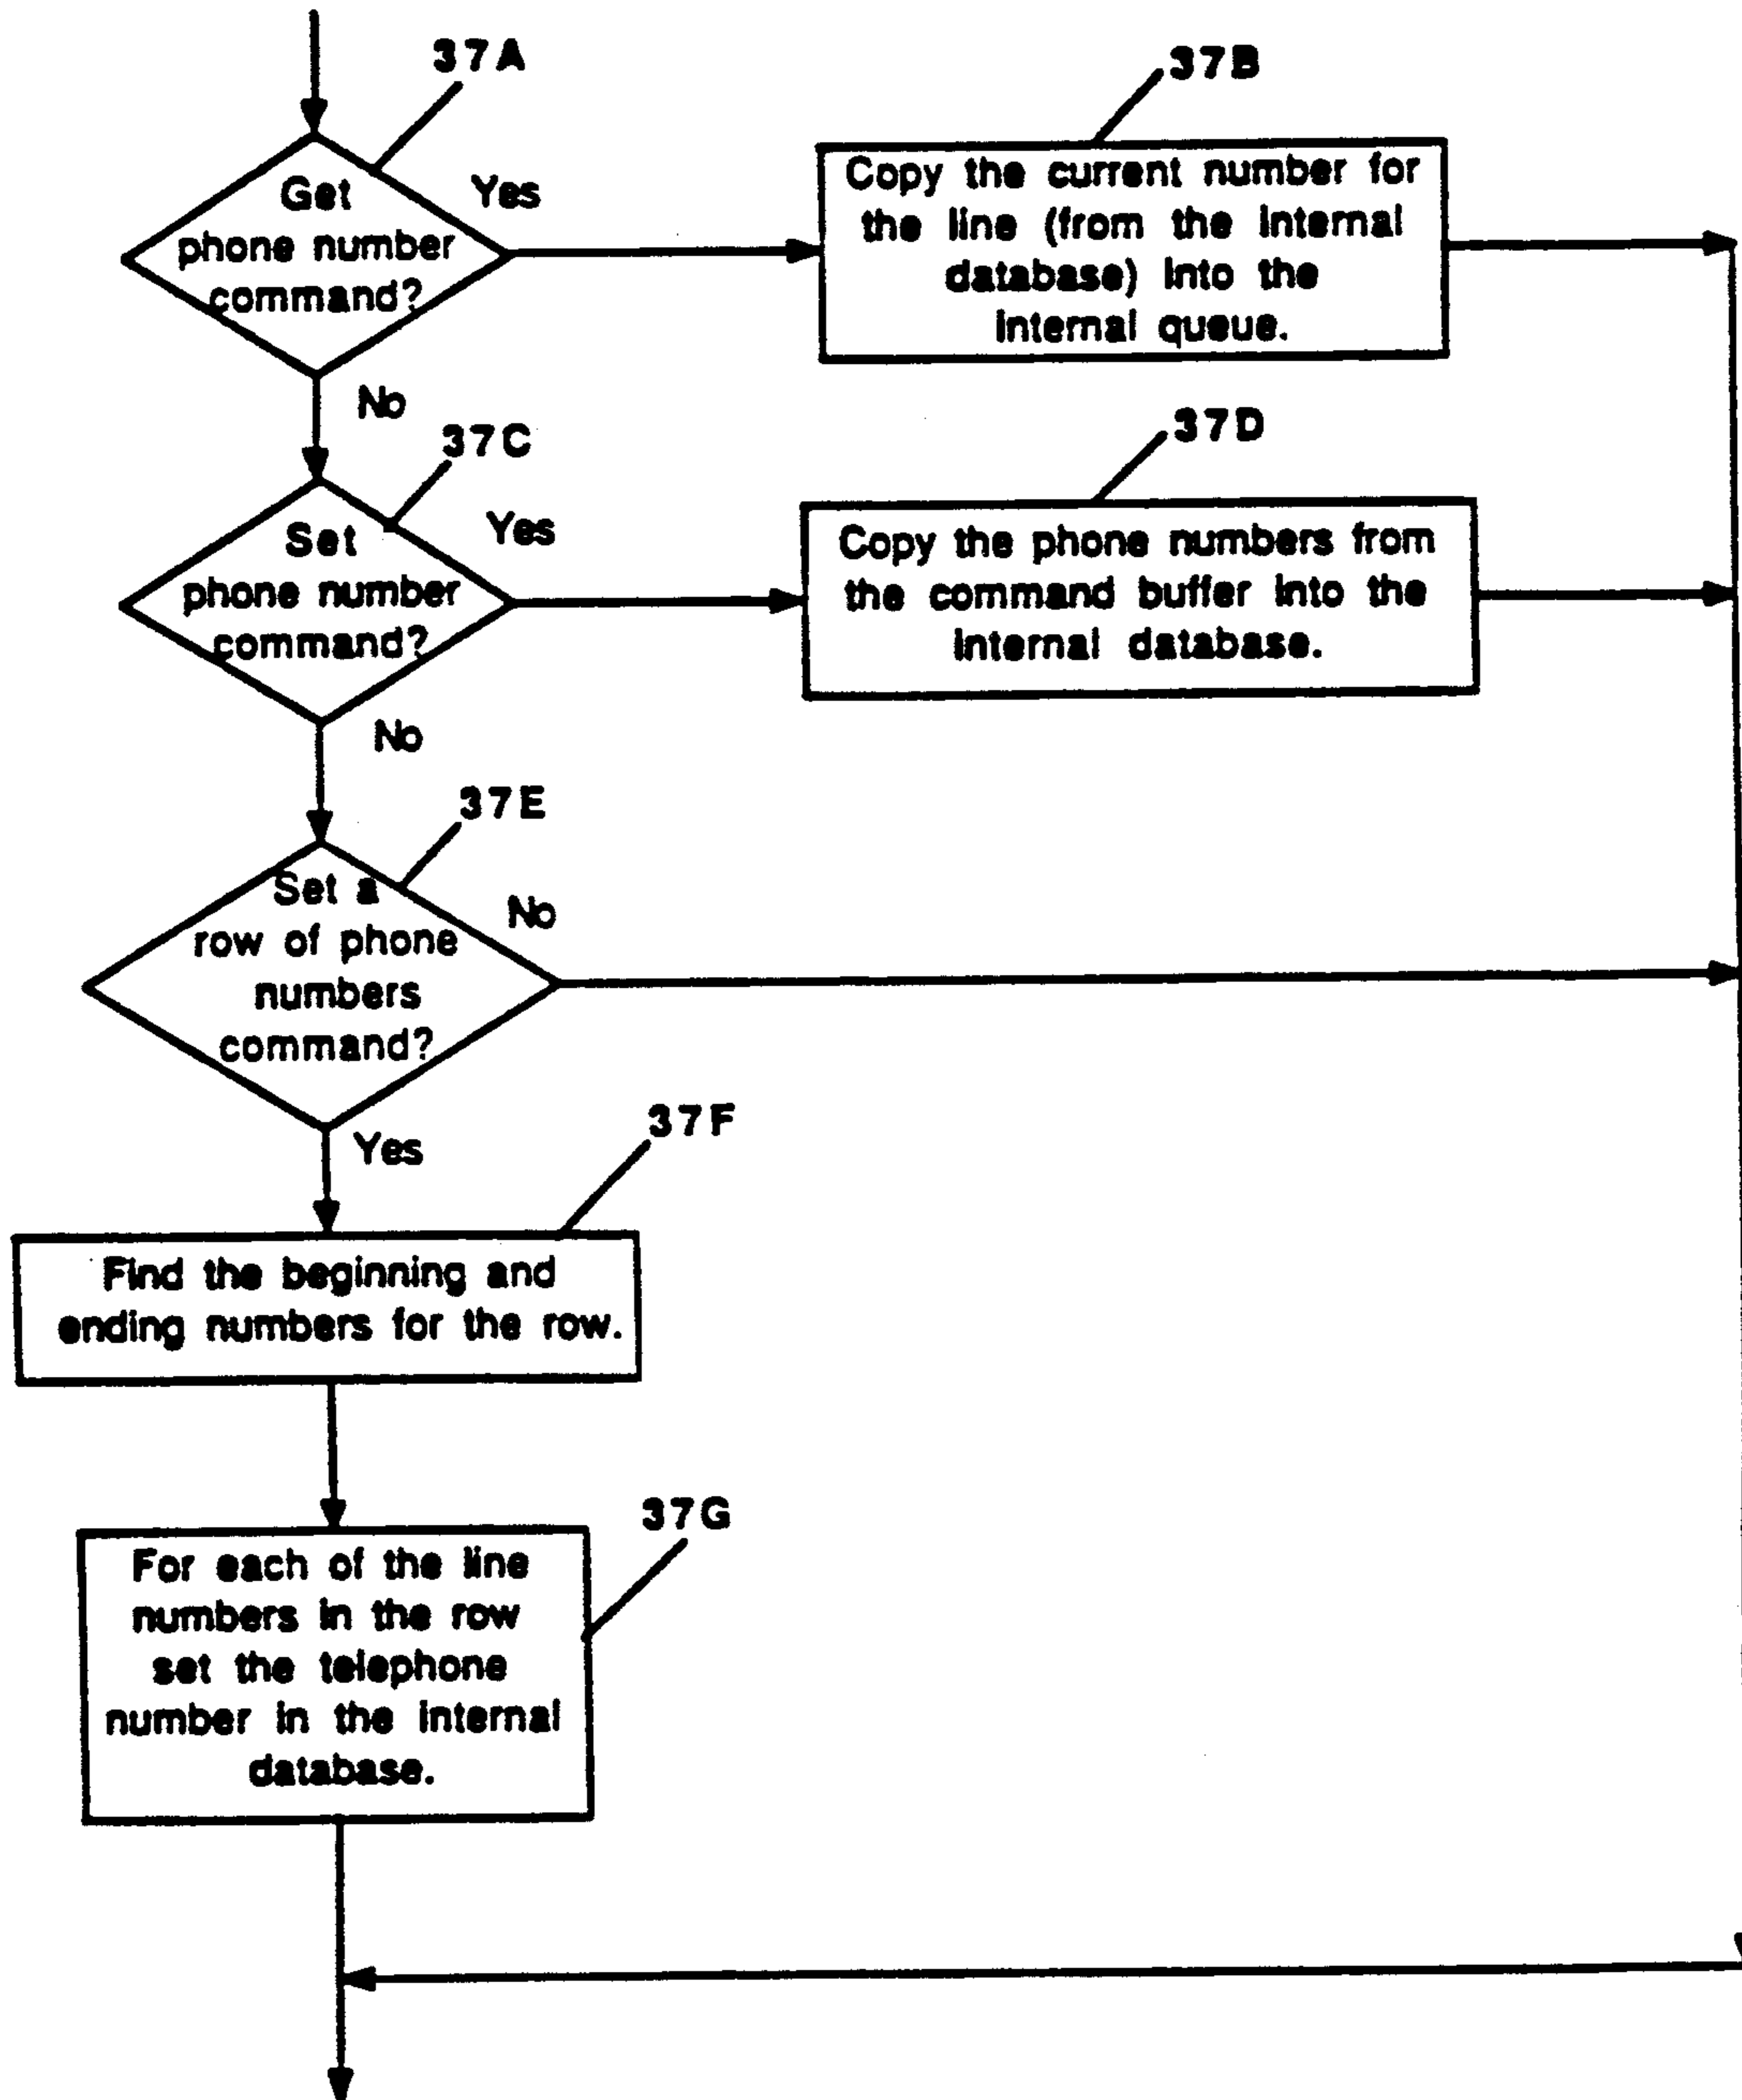 37A
Get
phone number
command?
Yes
No
37B
Copy the current number for
the line (from the internal
database) into the
internal queue.
37C
Set
phone number
command?
Yes
No
37D
Copy the phone numbers from
the command buffer into the
internal database.
37E
Set a
row of phone
numbers
command?
No
Yes
37F
Find the beginning and
ending numbers for the row.
37G
For each of the line
numbers in the row
set the telephone
number in the internal
database.